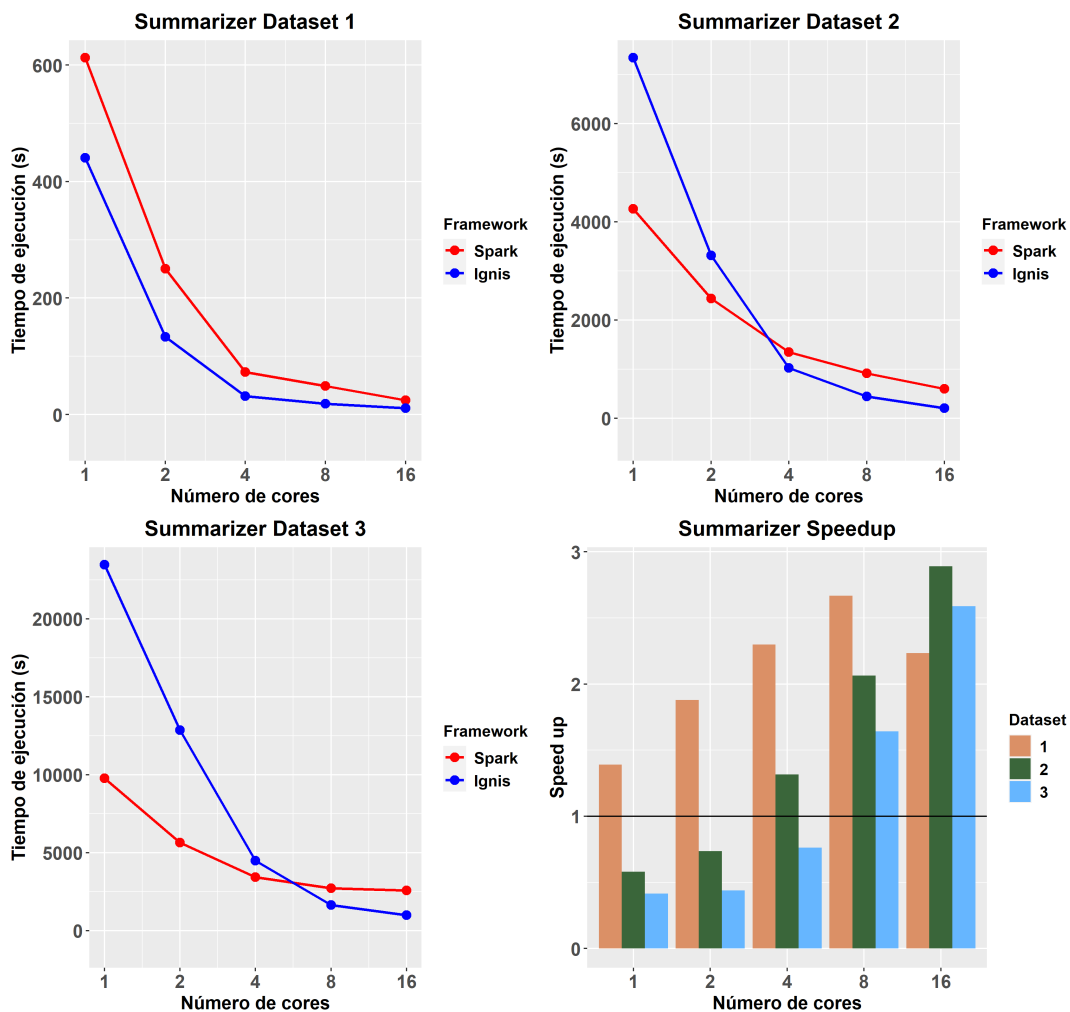 Summarizer Dataset 1
Tiempo de ejecución (s)
600
400
200
0
1 2 4 8 16
Número de cores
Framework
Spark
Ignis
Summarizer Dataset 2
Tiempo de ejecución (s)
6000
4000
2000
0
1 2 4 8 16
Número de cores
Framework
Spark
Ignis
Summarizer Dataset 3
Tiempo de ejecución (s)
20000
15000
10000
5000
0
1 2 4 8 16
Número de cores
Framework
Spark
Ignis
Summarizer Speedup
Speed up
3
2
1
0
1 2 4 8 16
Número de cores
Dataset
1
2
3